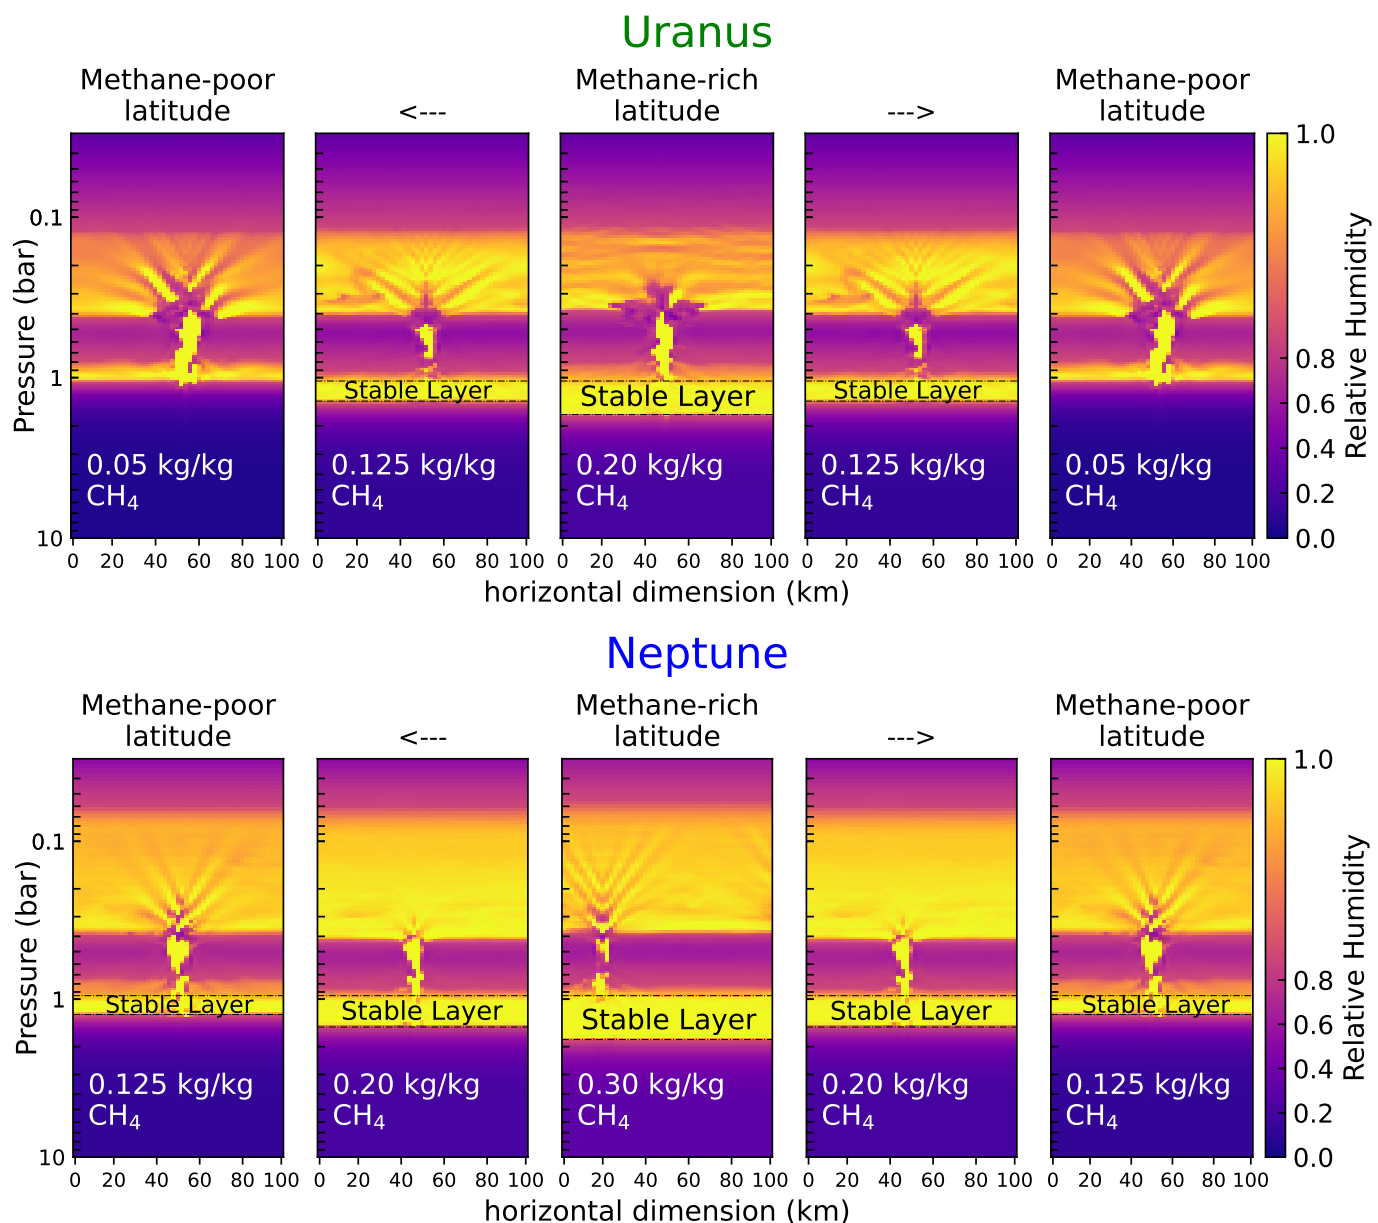 Uranus
Methane-poor
latitude
<---
Methane-rich
latitude
--->
Methane-poor
latitude
Pressure (bar)
0.1
1
10
Stable Layer
Stable Layer
Stable Layer
0.05 kg/kg
CH₄
0.125 kg/kg
CH₄
0.20 kg/kg
CH₄
0.125 kg/kg
CH₄
0.05 kg/kg
CH₄
0 20 40 60 80 100
0 20 40 60 80 100
0 20 40 60 80 100
0 20 40 60 80 100
0 20 40 60 80 100
horizontal dimension (km)
1.0
0.8
0.6
0.4
0.2
0.0
Relative Humidity
Neptune
Methane-poor
latitude
<---
Methane-rich
latitude
--->
Methane-poor
latitude
Pressure (bar)
0.1
1
10
Stable Layer
Stable Layer
Stable Layer
Stable Layer
Stable Layer
0.125 kg/kg
CH₄
0.20 kg/kg
CH₄
0.30 kg/kg
CH₄
0.20 kg/kg
CH₄
0.125 kg/kg
CH₄
0 20 40 60 80 100
0 20 40 60 80 100
0 20 40 60 80 100
0 20 40 60 80 100
0 20 40 60 80 100
horizontal dimension (km)
1.0
0.8
0.6
0.4
0.2
0.0
Relative Humidity